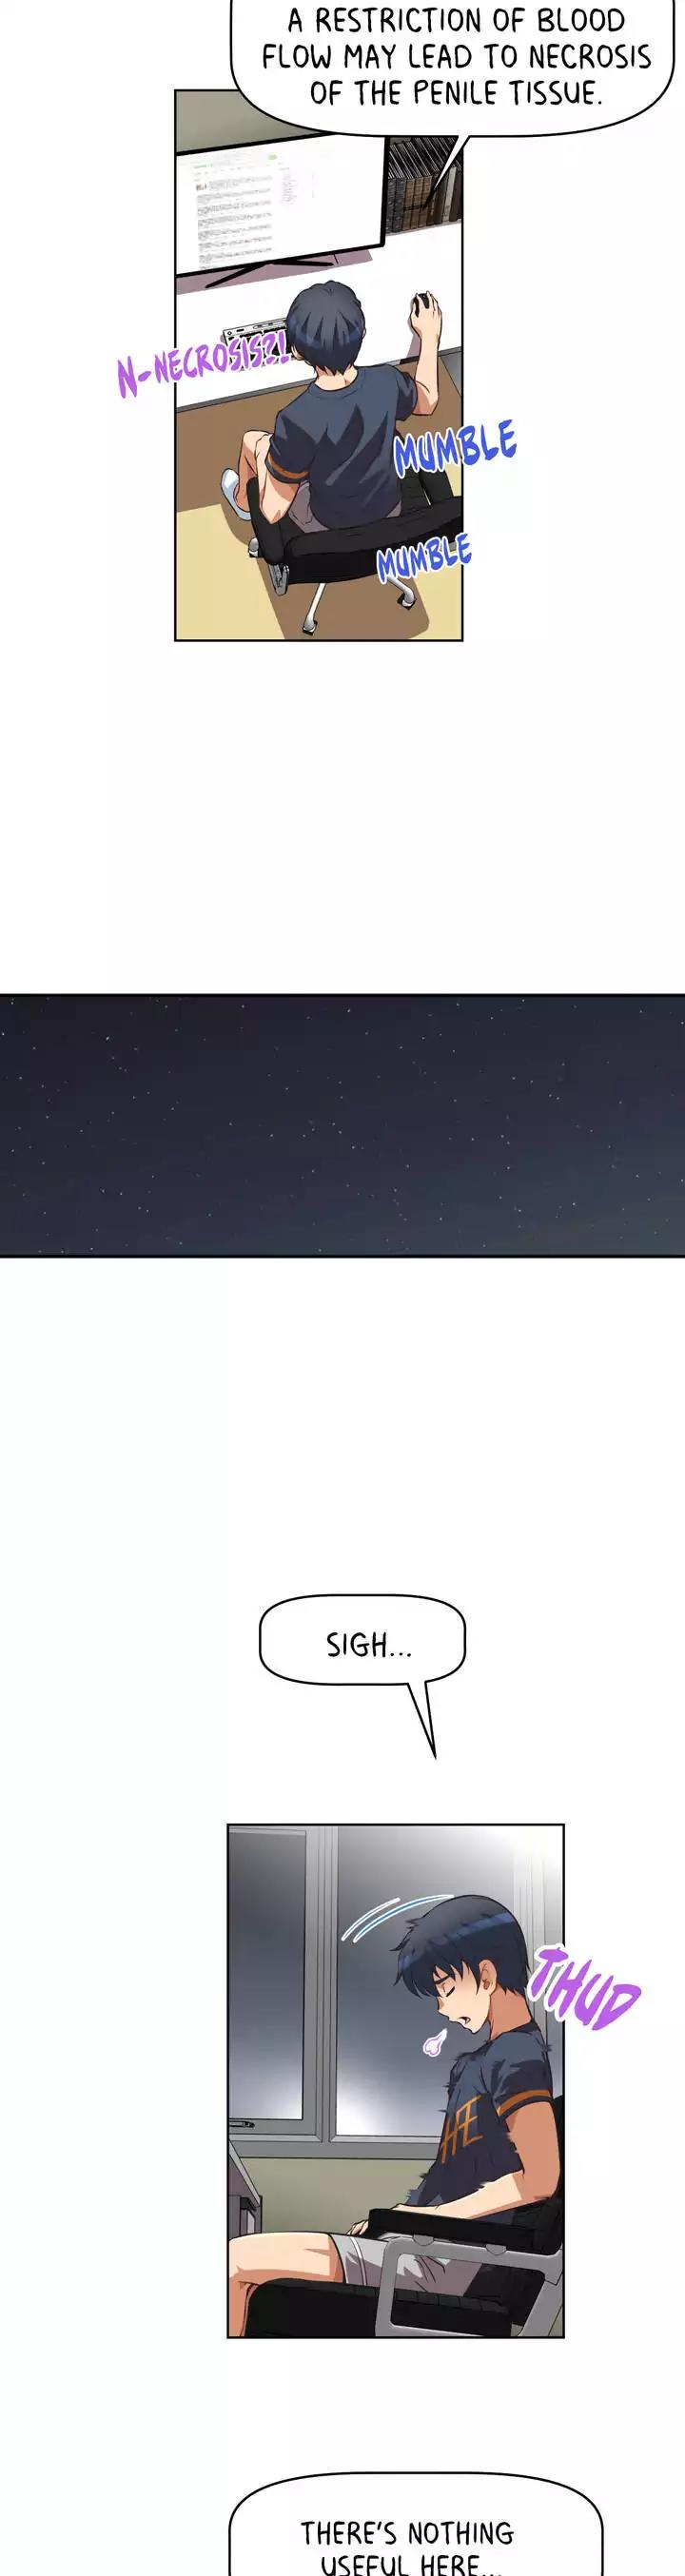 A RESTRICTION OF BLOOD
FLOW MAY LEAD TO NECROSIS
OF THE PENILE TISSUE.
N-NECROSIS?!
MUMBLE
MUMBLE
SIGH...
THUD
THERE'S NOTHING
USEFUL HERE...